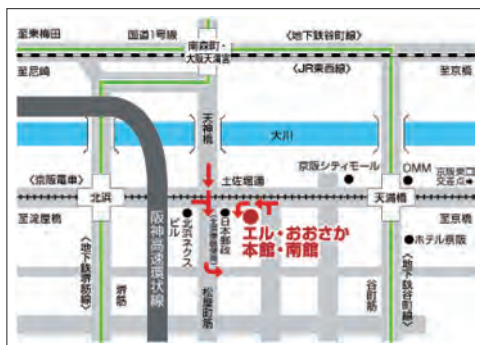 至東梅田
国道1号線
〈地下鉄谷町線〉
南森町・
大阪天満宮
至尼崎
〈JR東西線〉
至京橋
天神橋
大川
京阪シティモール
OMM
京阪東口
交差点➡
〈京阪電車〉
北浜
土佐堀通
天満橋
至淀屋橋
至京橋
阪神高速環状線
北浜ネクス
ビル
日本郵政
エル・おおさか
本館・南館
ホテル京阪
〈地下鉄堺筋線〉
堺筋
松屋町筋
谷町筋
〈地下鉄谷町線〉